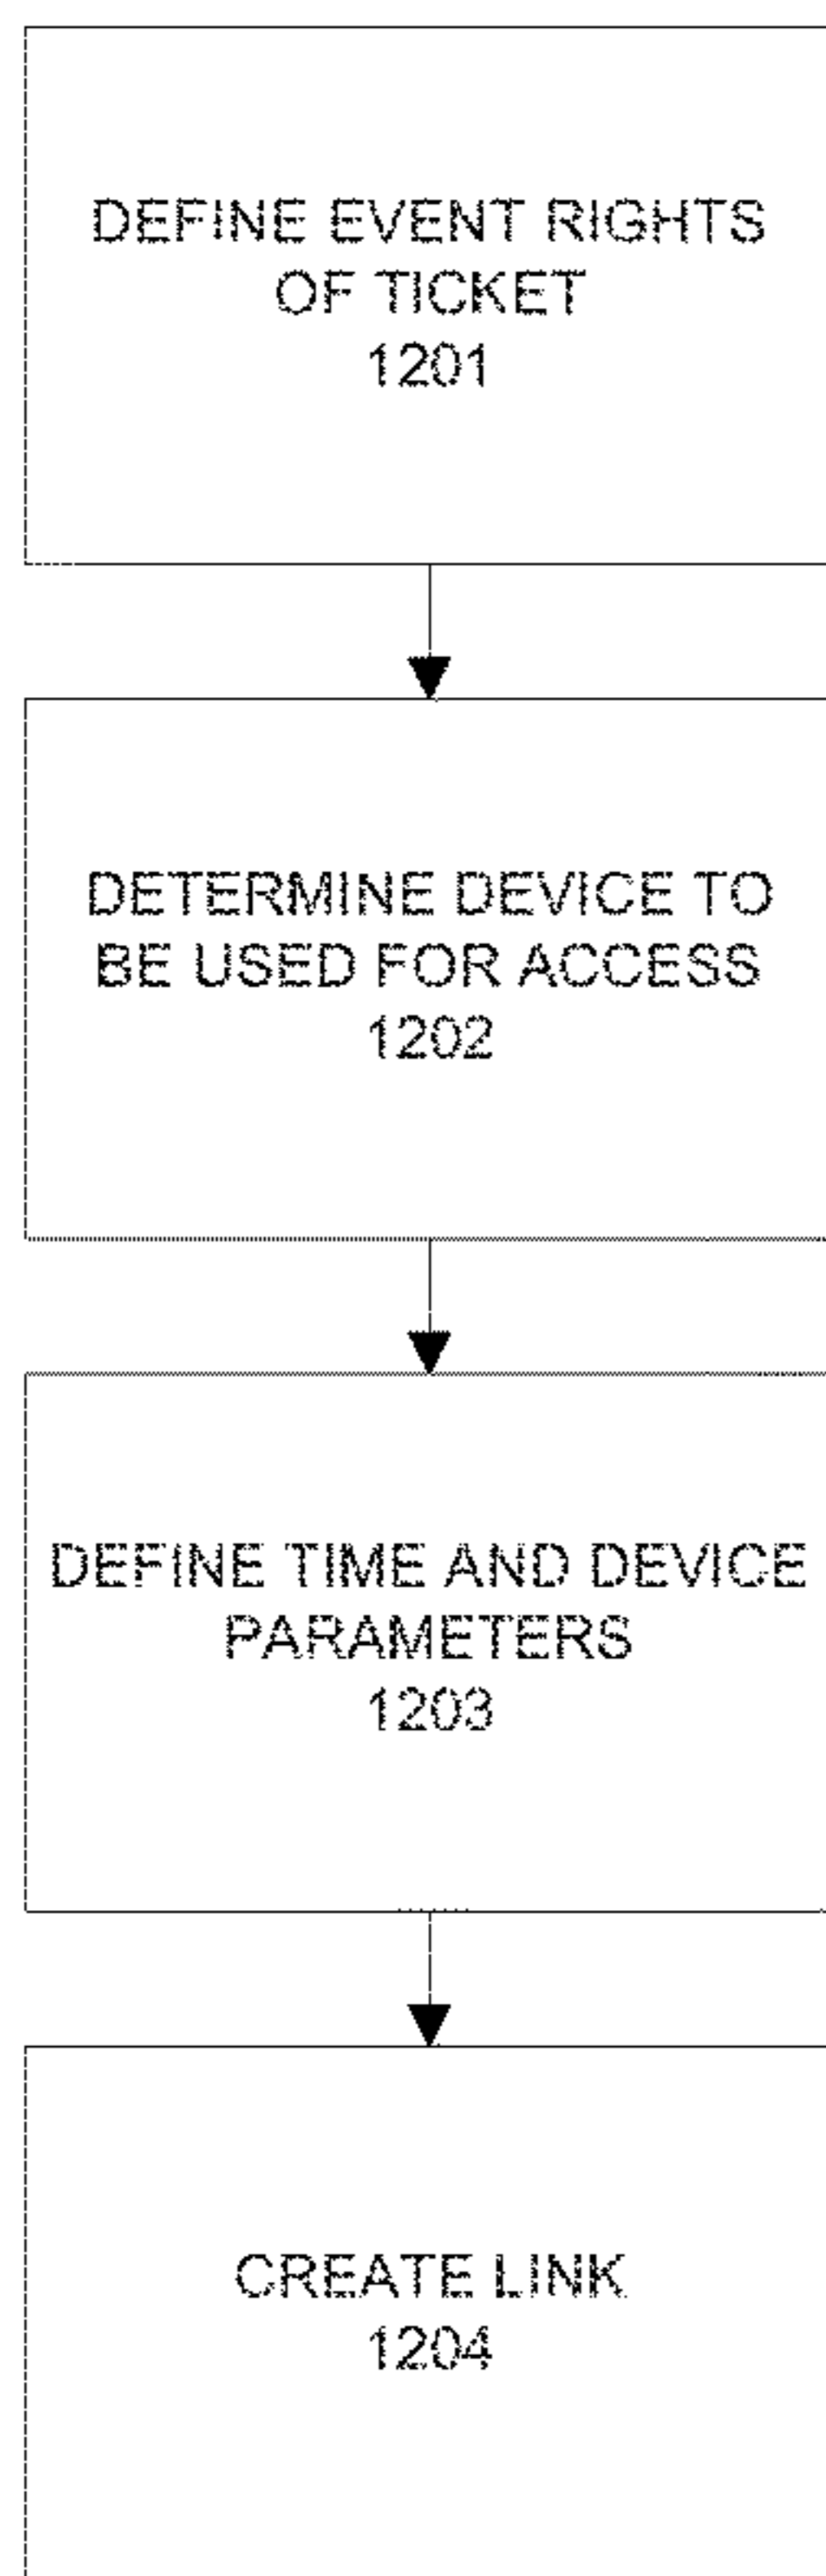 DEFINE EVENT RIGHTS
OF TICKET
1201
DETERMINE DEVICE TO
BE USED FOR ACCESS
1202
DEFINE TIME AND DEVICE
PARAMETERS
1203
CREATE LINK
1204